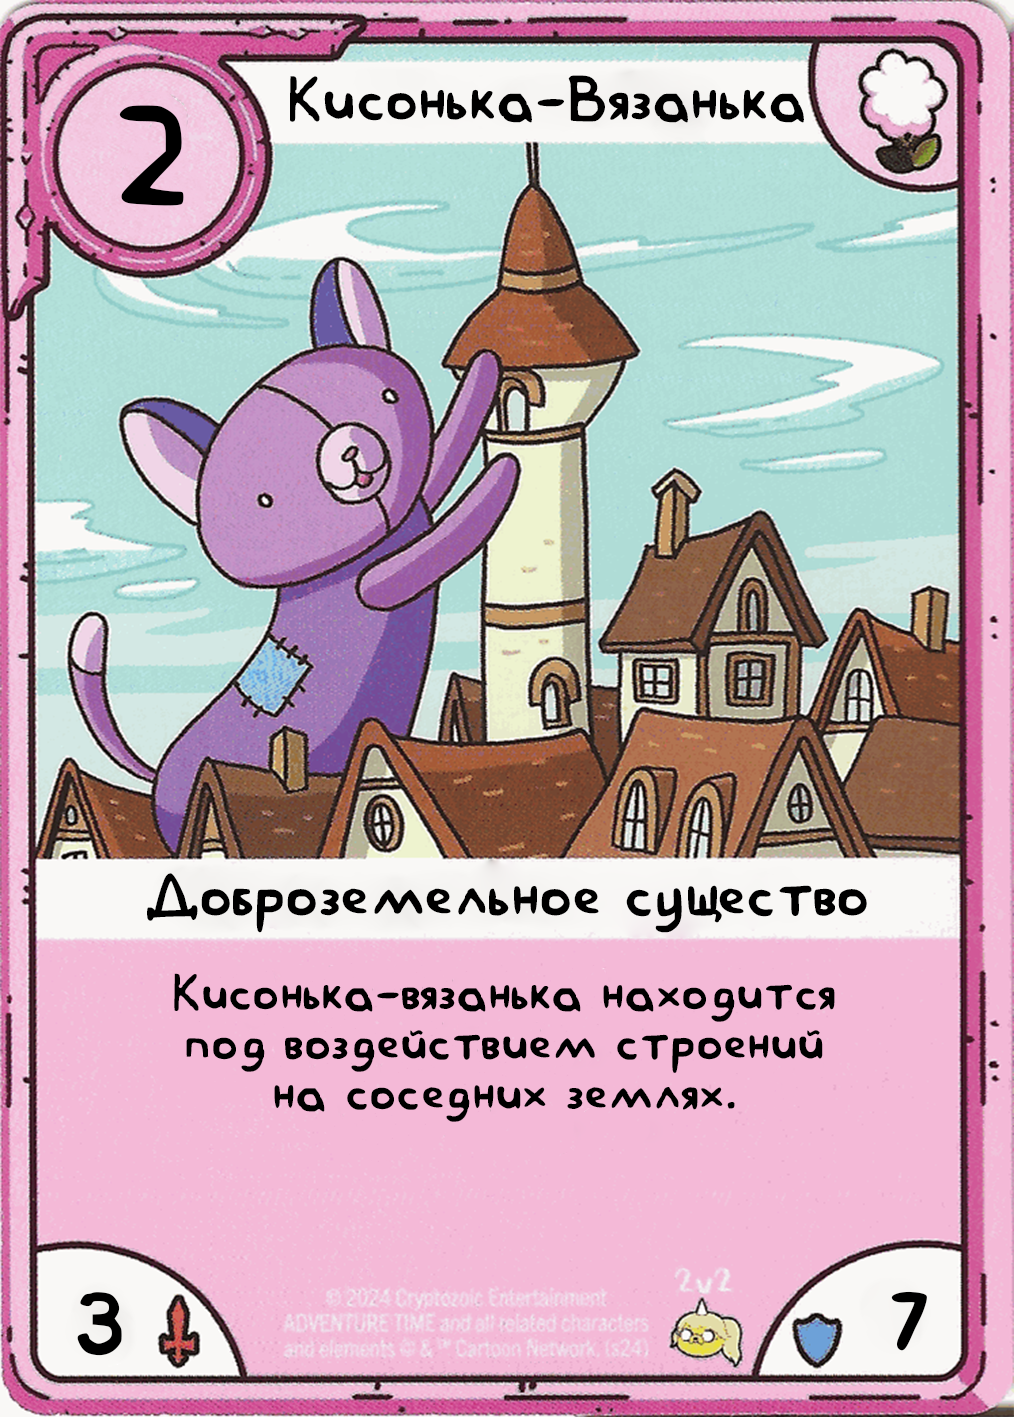 2
Кисонька-Вязанька
Доброземельное существо
Кисонька-вязанька находится
под воздействием строений
на соседних землях.
3
2v2
7
© 2024 Cryptozoic Entertainment
ADVENTURE TIME and all related characters
and elements © & ™ Cartoon Network. (s24)